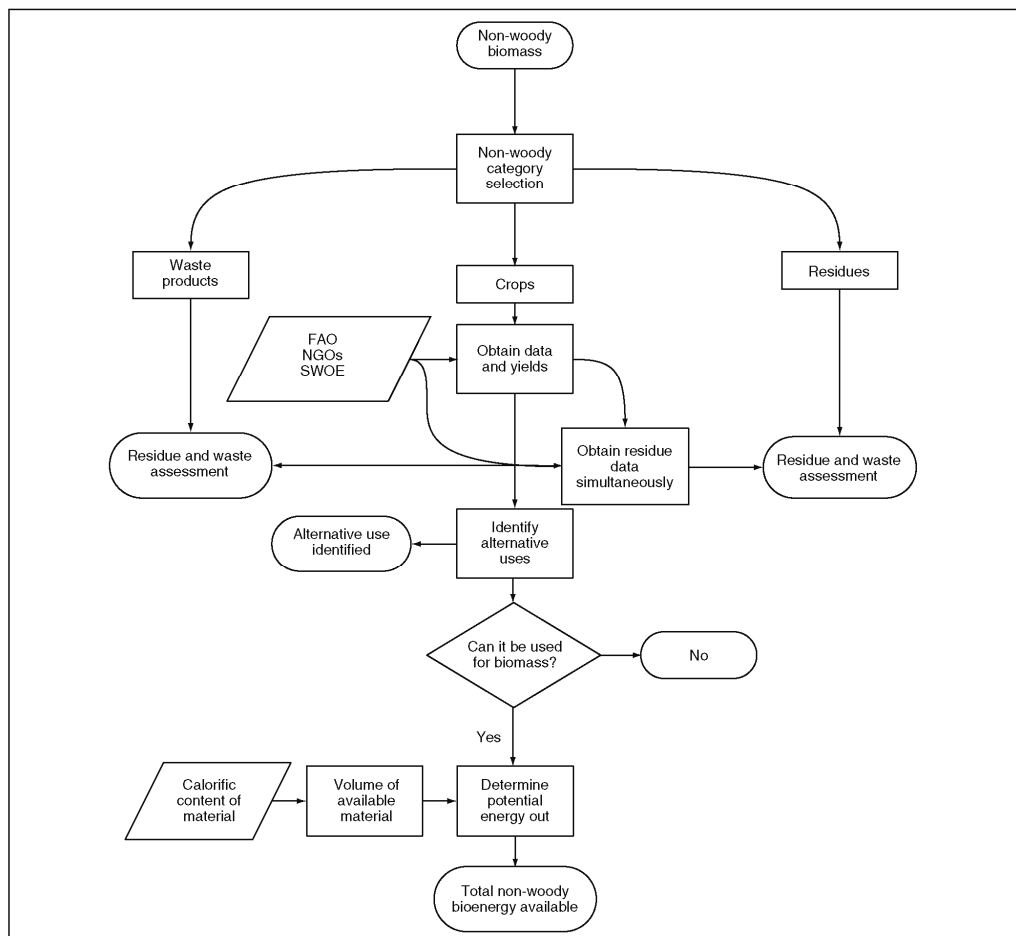 Non-woody
biomass
Non-woody
category
selection
Waste
products
Crops
Residues
FAO
NGOs
SWOE
Obtain data
and yields
Residue and waste
assessment
Obtain residue
data
simultaneously
Residue and waste
assessment
Alternative use
identified
Identify
alternative
uses
Can it be used
for biomass?
No
Yes
Calorific
content of
material
Volume of
available
material
Determine
potential
energy out
Total non-woody
bioenergy available